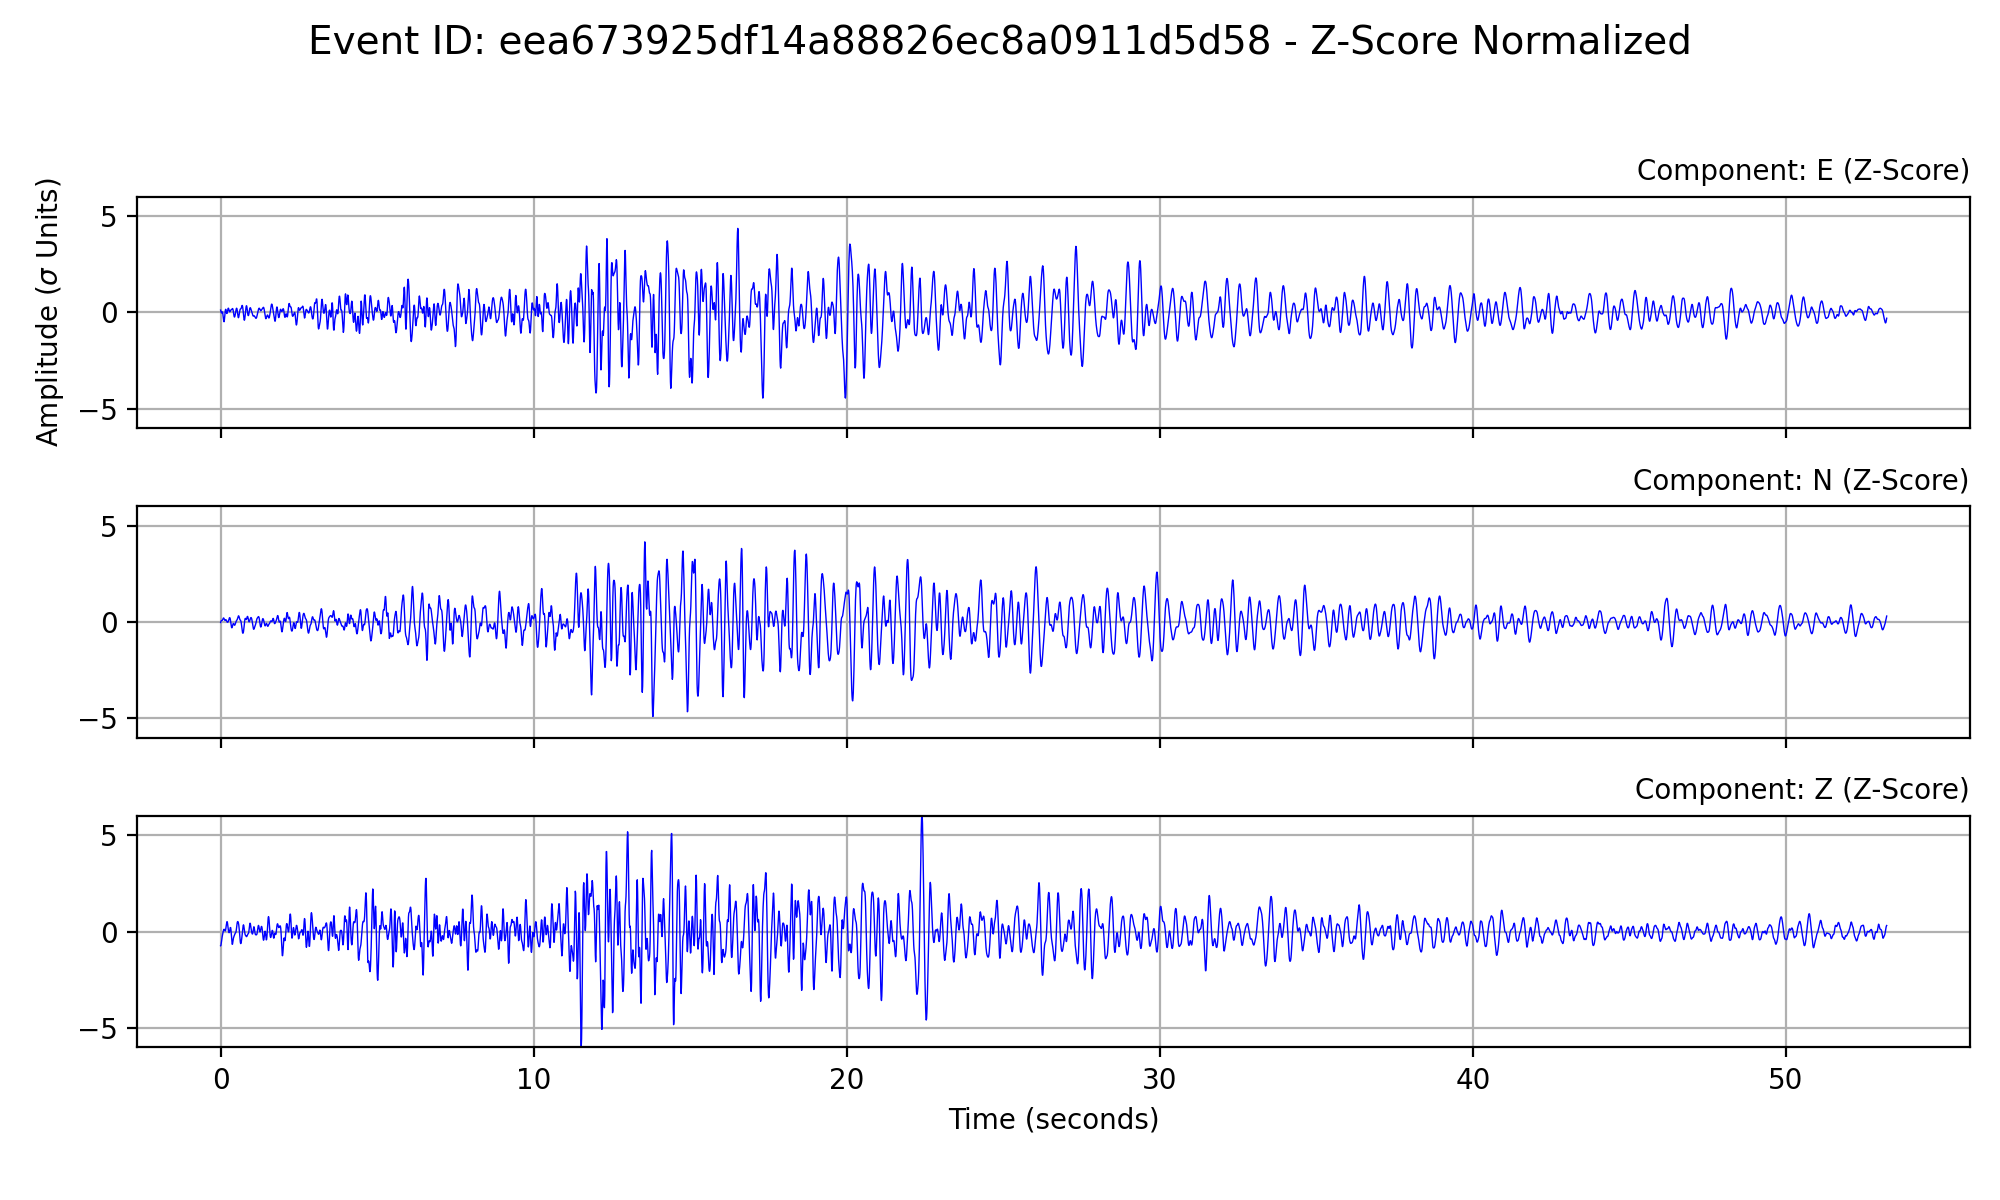 Event ID: eea673925df14a88826ec8a0911d5d58 - Z-Score Normalized
Component: E (Z-Score)
Amplitude (σ Units)
5
0
−5
Component: N (Z-Score)
5
0
−5
Component: Z (Z-Score)
5
0
−5
0 10 20 30 40 50
Time (seconds)